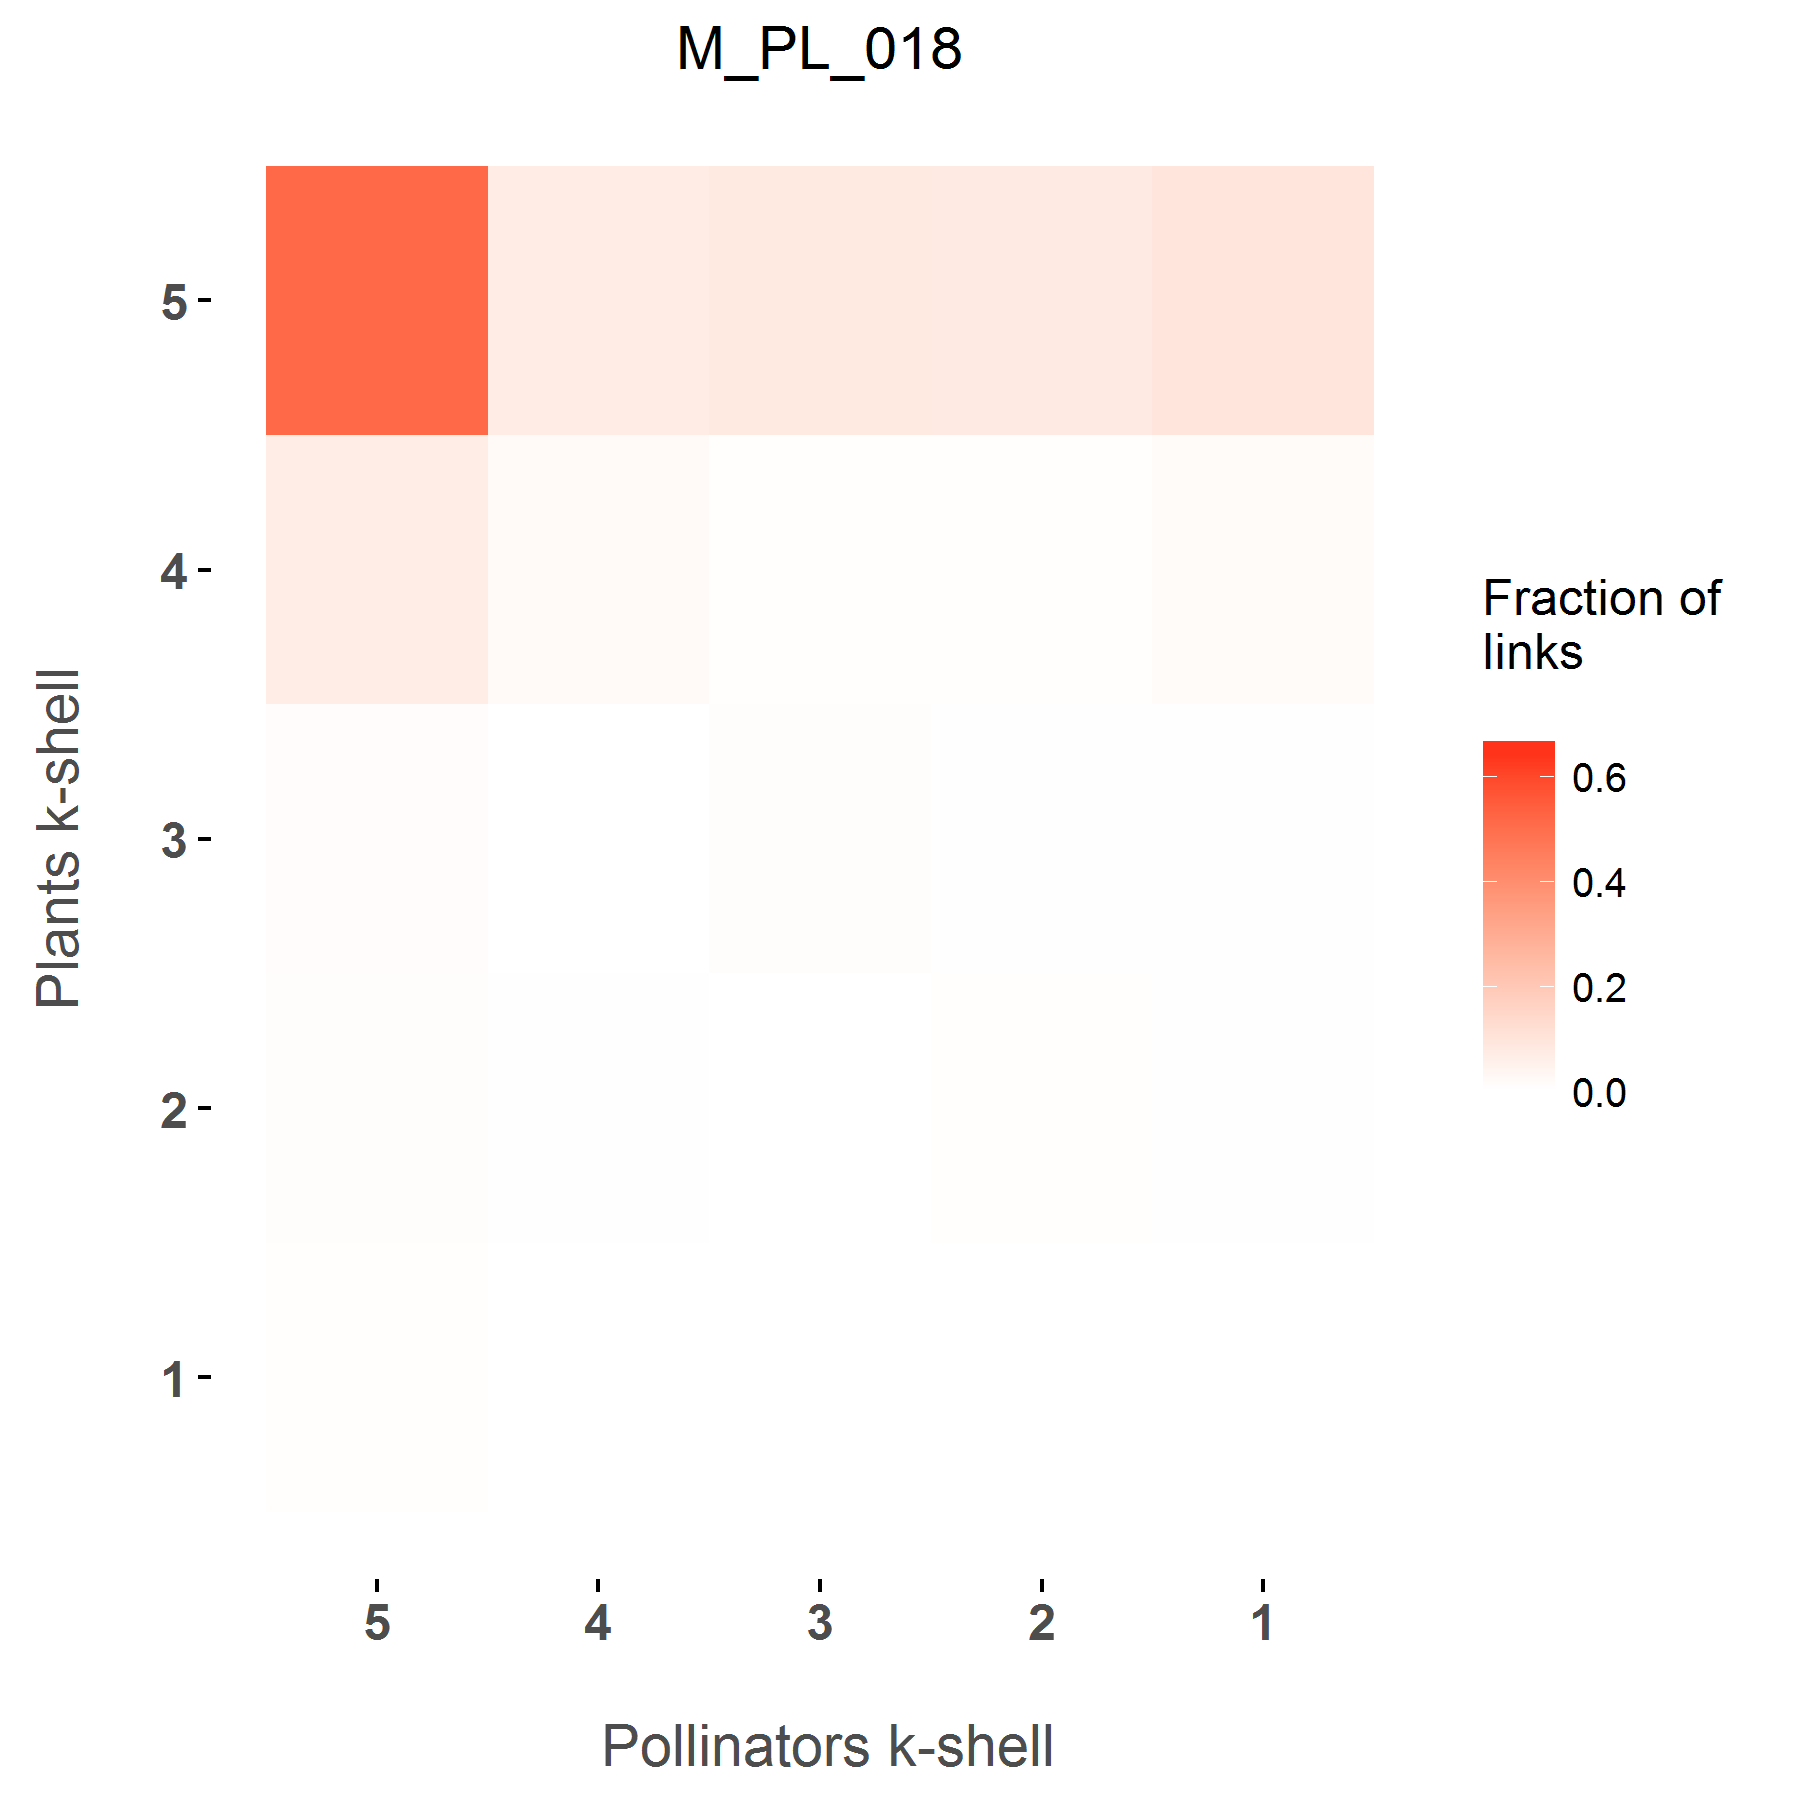 M_PL_018
5
4
3
2
1
Plants k-shell
5 4 3 2 1
Pollinators k-shell
Fraction of
links
0.6
0.4
0.2
0.0